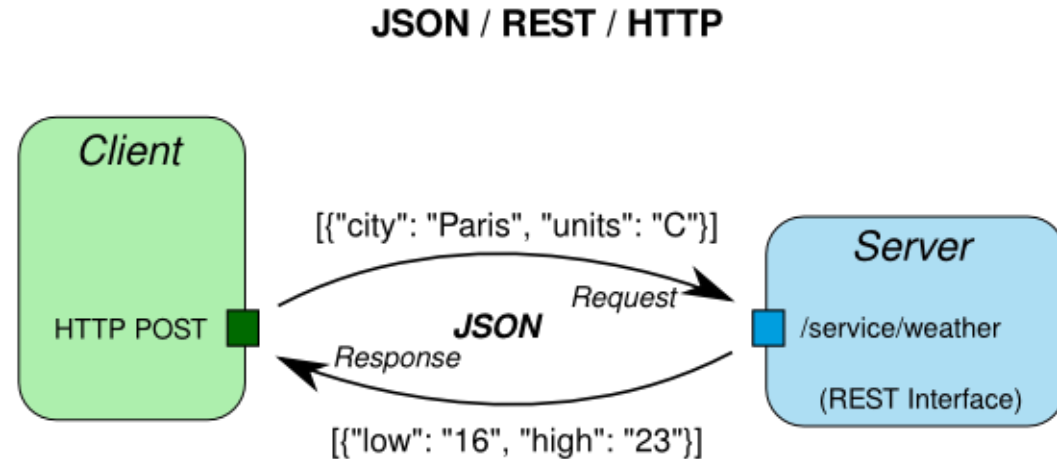 JSON / REST / HTTP
Client
[{"city": "Paris", "units": "C"}]
Server
Request
HTTP POST
JSON
/service/weather
Response
(REST Interface)
[{"low": "16", "high": "23"}]